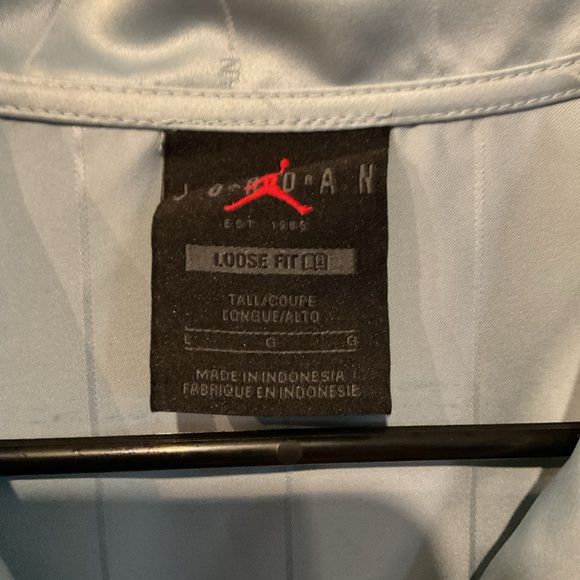 JORDAN
EST 1985
LOOSE FIT
TALL/COUPE
LONGUE/ALTO
L G G
MADE IN INDONESIA
FABRIQUE EN INDONESIE